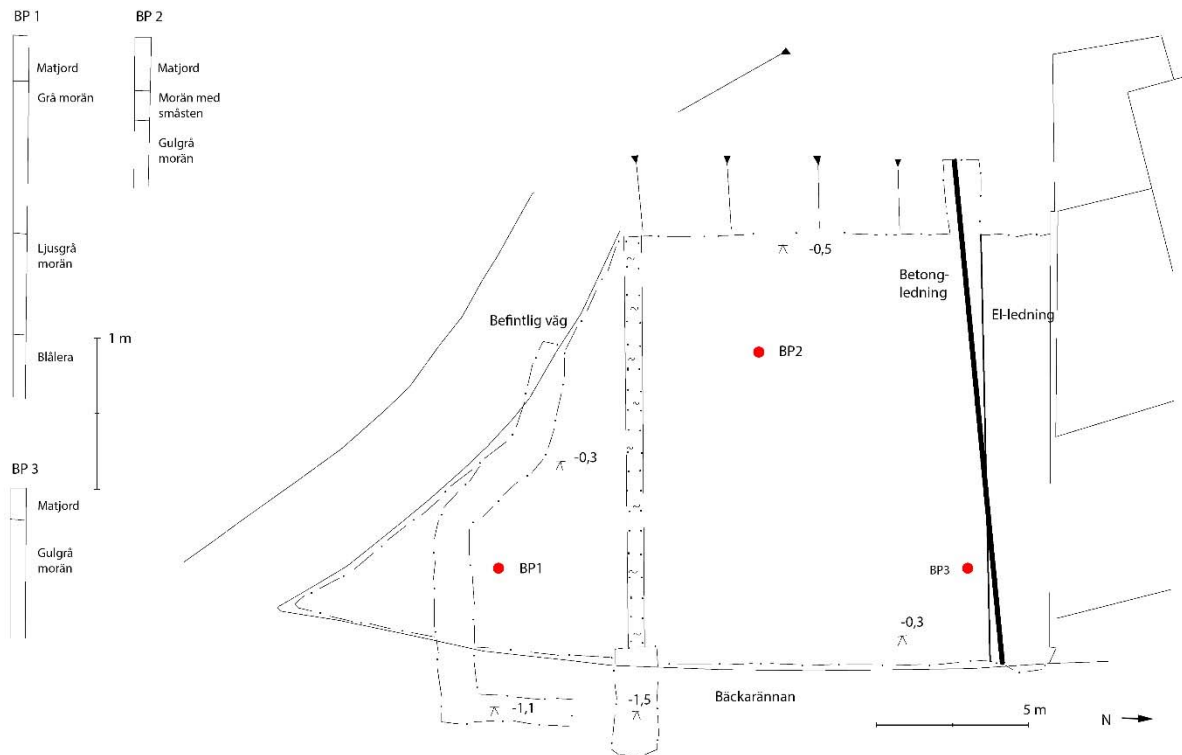 BP 1
Matjord
Grå morän
Ljusgrå
morän
Blålera
BP 2
Matjord
Morän med
småsten
Gulgrå
morän
1 m
BP 3
Matjord
Gulgrå
morän
Befintlig väg
-0,5
Betong-
ledning
El-ledning
BP2
-0,3
BP1
BP3
-0,3
-1,1
-1,5
Bäckarännan
5 m
N